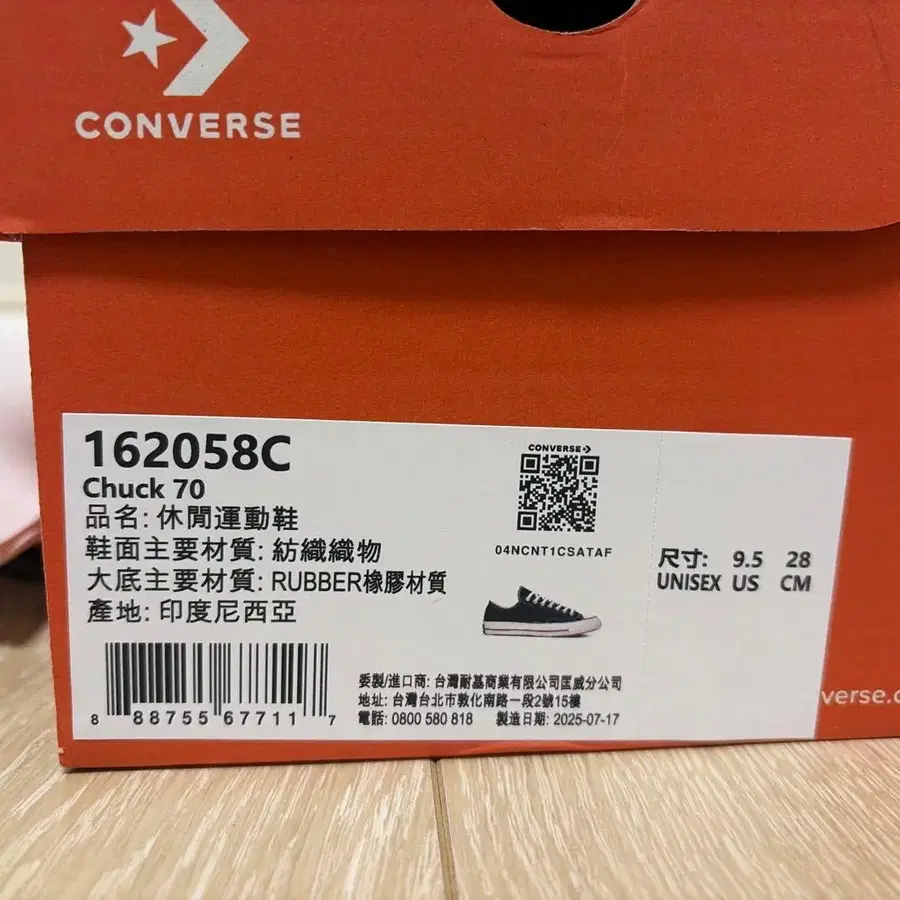 CONVERSE
162058C
Chuck 70
品名: 休閒運動鞋
鞋面主要材質: 紡織織物
大底主要材質: RUBBER橡膠材質
產地: 印度尼西亞
8 88755 67711 7
CONVERSE
04NCNT1CSATAF
尺寸: 9.5 28
UNISEX US CM
委製/進口商: 台灣耐基商業有限公司匡威分公司
地址: 台灣台北市敦化南路一段2號15樓
電話: 0800 580 818 製造日期: 2025-07-17
verse.c